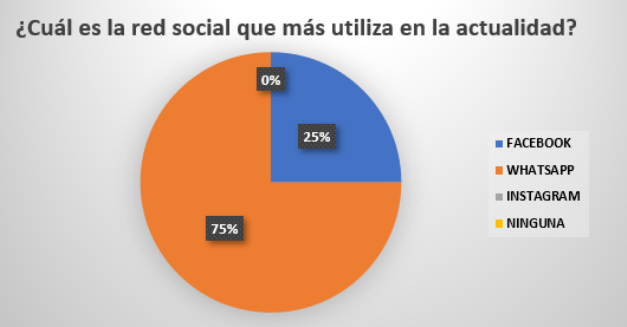 ¿Cuál es la red social que más utiliza en la actualidad?
0%
25%
75%
FACEBOOK
WHATSAPP
INSTAGRAM
NINGUNA